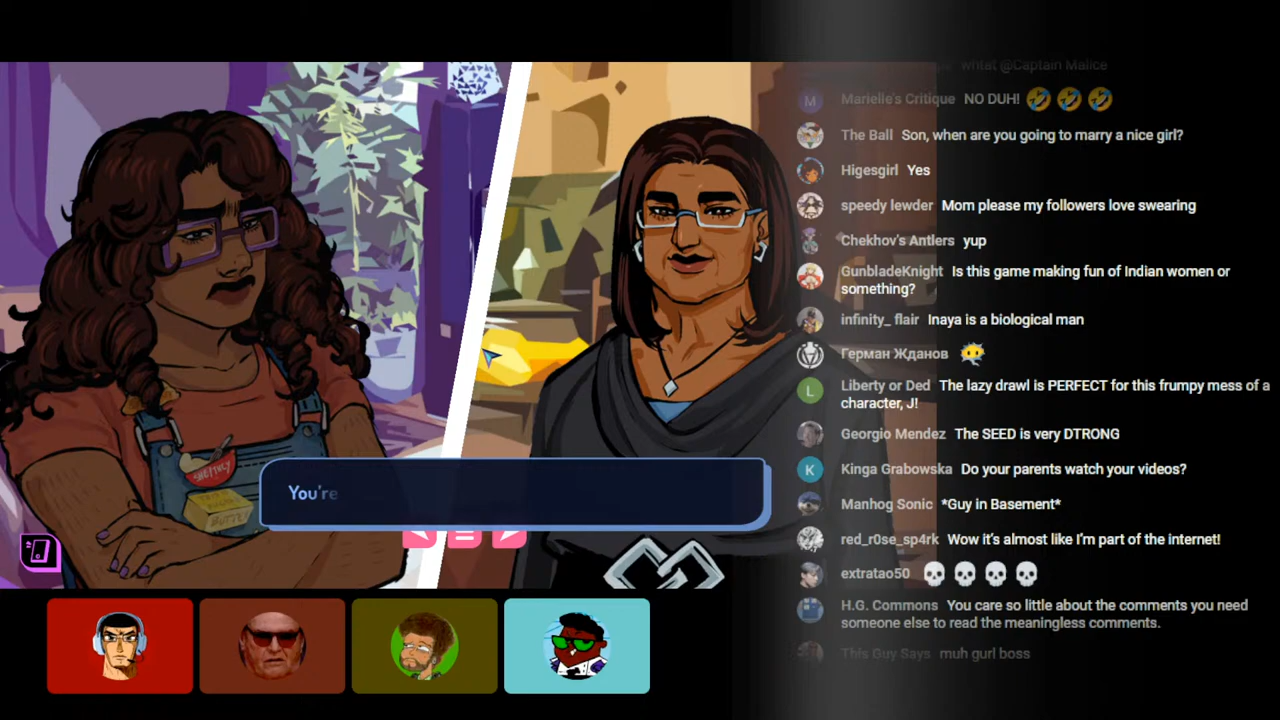 whtat @Captain Malice
Marielle's Critique NO DUH!
The Ball Son, when are you going to marry a nice girl?
Higesgirl Yes
speedy lewder Mom please my followers love swearing
Chekhov's Antlers yup
GunbladeKnight Is this game making fun of Indian women or
something?
infinity_ flair Inaya is a biological man
Герман Жданов
Liberty or Ded The lazy drawl is PERFECT for this frumpy mess of a
character, J!
Georgio Mendez The SEED is very DTRONG
Kinga Grabowska Do your parents watch your videos?
Manhog Sonic *Guy in Basement*
red_r0se_sp4rk Wow it's almost like I'm part of the internet!
extratao50
H.G. Commons You care so little about the comments you need
someone else to read the meaningless comments.
This Guy Says muh gurl boss
SHE/THEY
BUTTER
You're
M
L
K